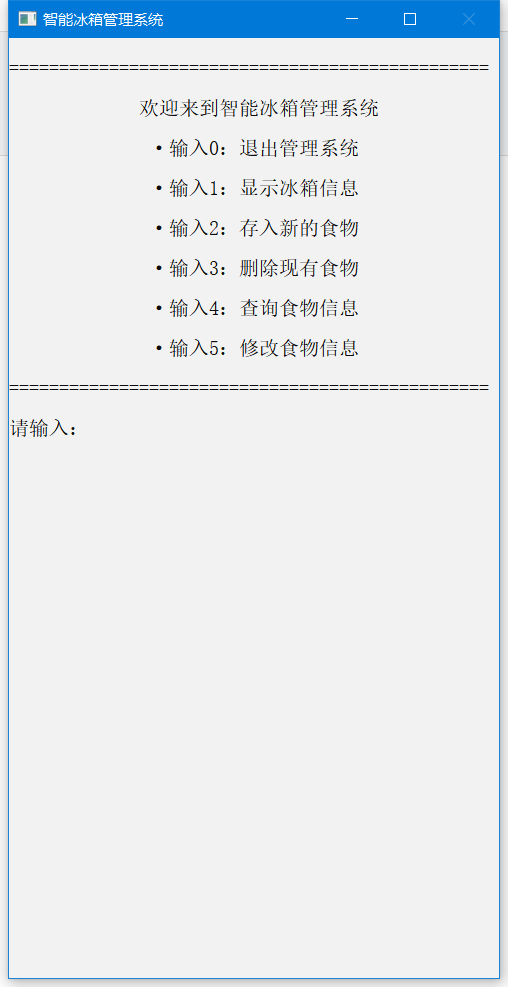 智能冰箱管理系统
================================================
欢迎来到智能冰箱管理系统
·输入0：退出管理系统
·输入1：显示冰箱信息
·输入2：存入新的食物
·输入3：删除现有食物
·输入4：查询食物信息
·输入5：修改食物信息
================================================
请输入：